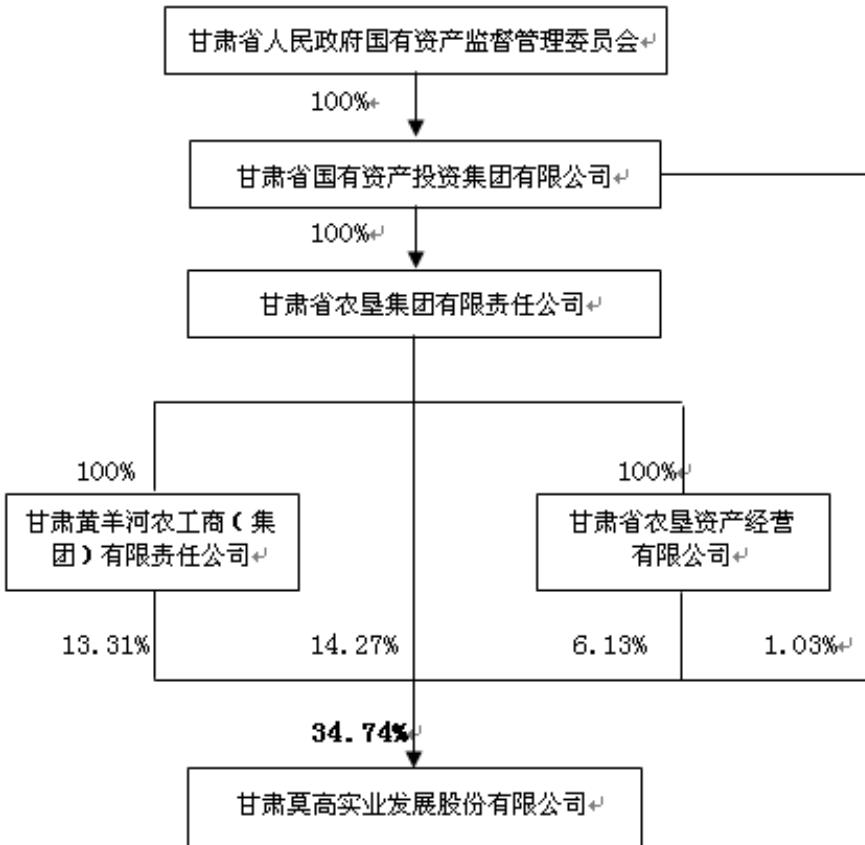 甘肃省人民政府国有资产监督管理委员会
100%
甘肃省国有资产投资集团有限公司
100%
甘肃省农垦集团有限责任公司
100%
100%
甘肃黄羊河农工商（集
团）有限责任公司
甘肃省农垦资产经营
有限公司
13.31%
14.27%
6.13%
1.03%
34.74%
甘肃莫高实业发展股份有限公司